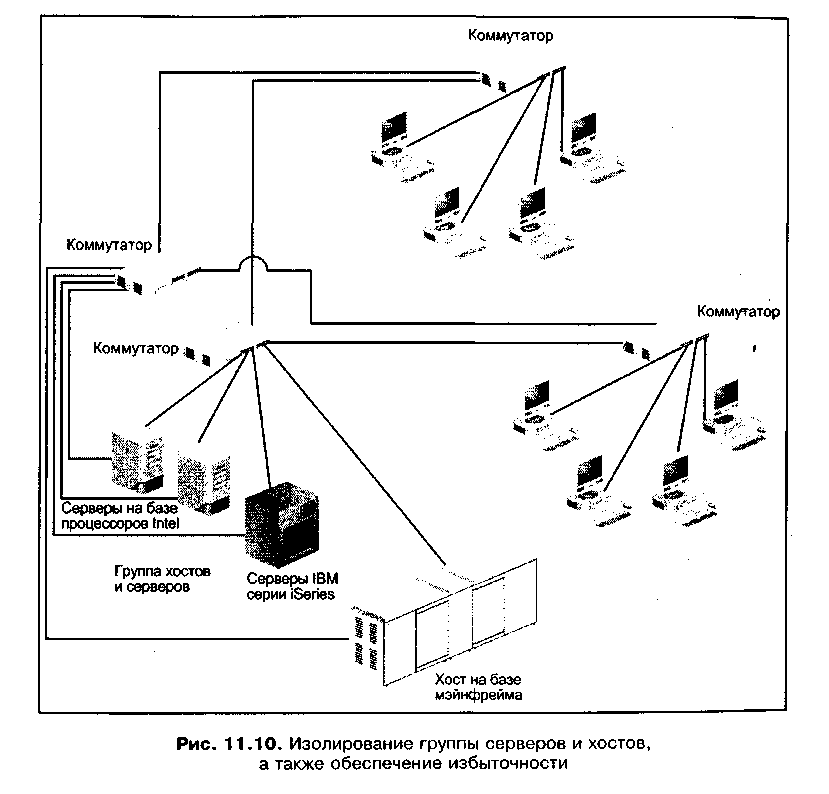 Коммутатор
Коммутатор
Коммутатор
Коммутатор
Серверы на базе
процессоров Intel
Группа хостов
и серверов
Серверы IBM
серии iSeries
Хост на базе
мэйнфрейма
Рис. 11.10. Изолирование группы серверов и хостов,
а также обеспечение избыточности